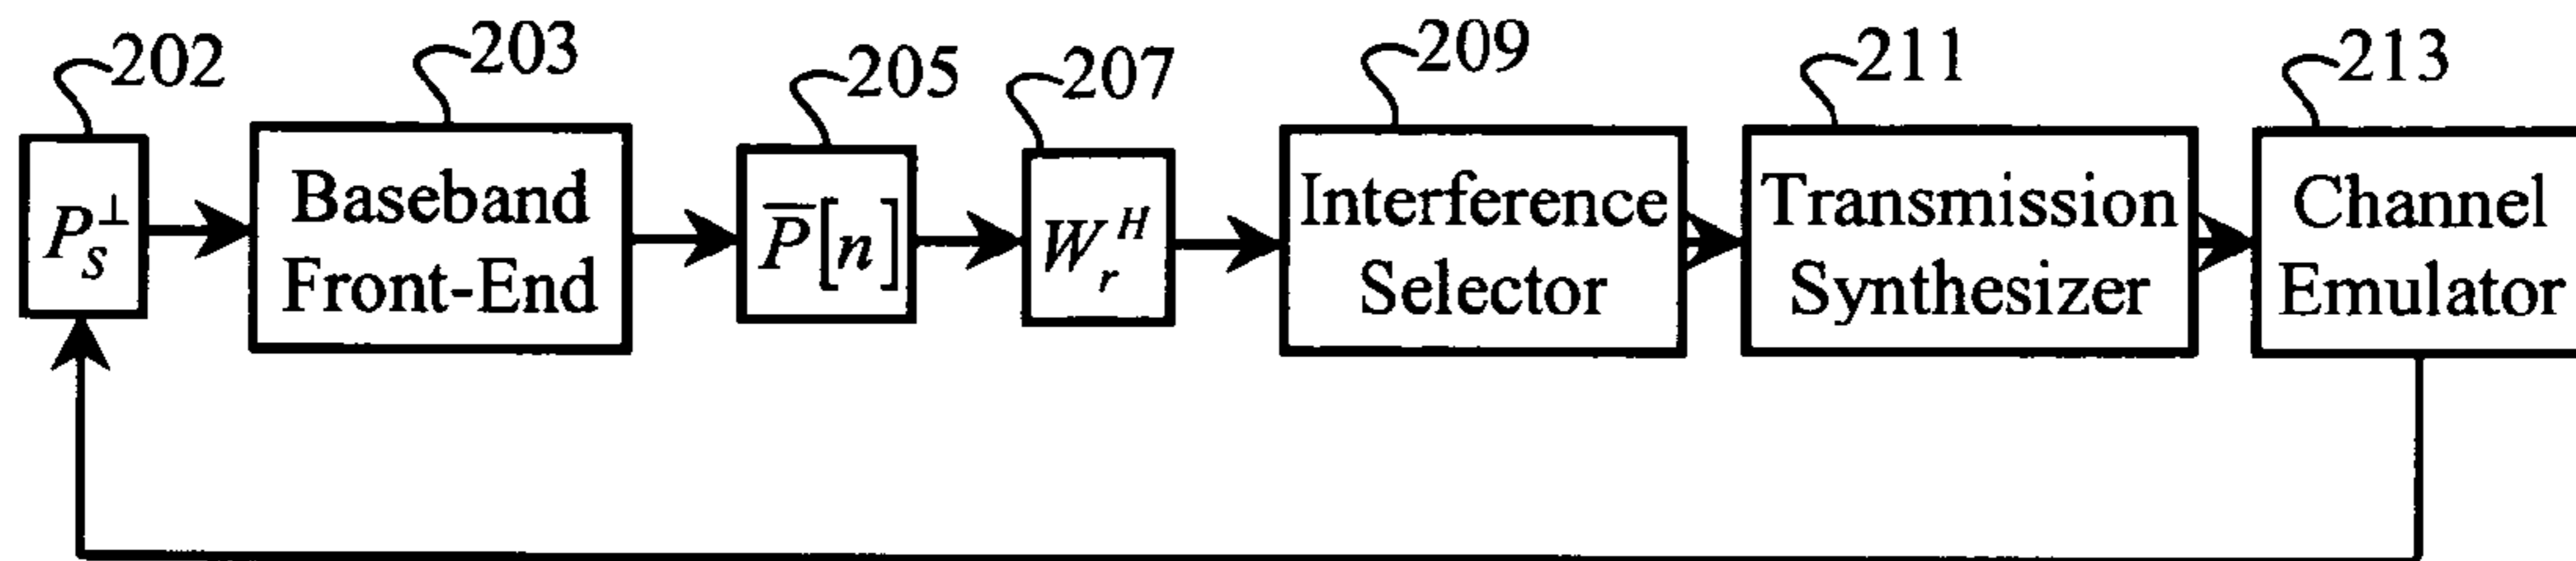 202
203
205
207
209
211
213
P_S^⊥
Baseband
Front-End
P̅[n]
W_r^H
Interference
Selector
Transmission
Synthesizer
Channel
Emulator